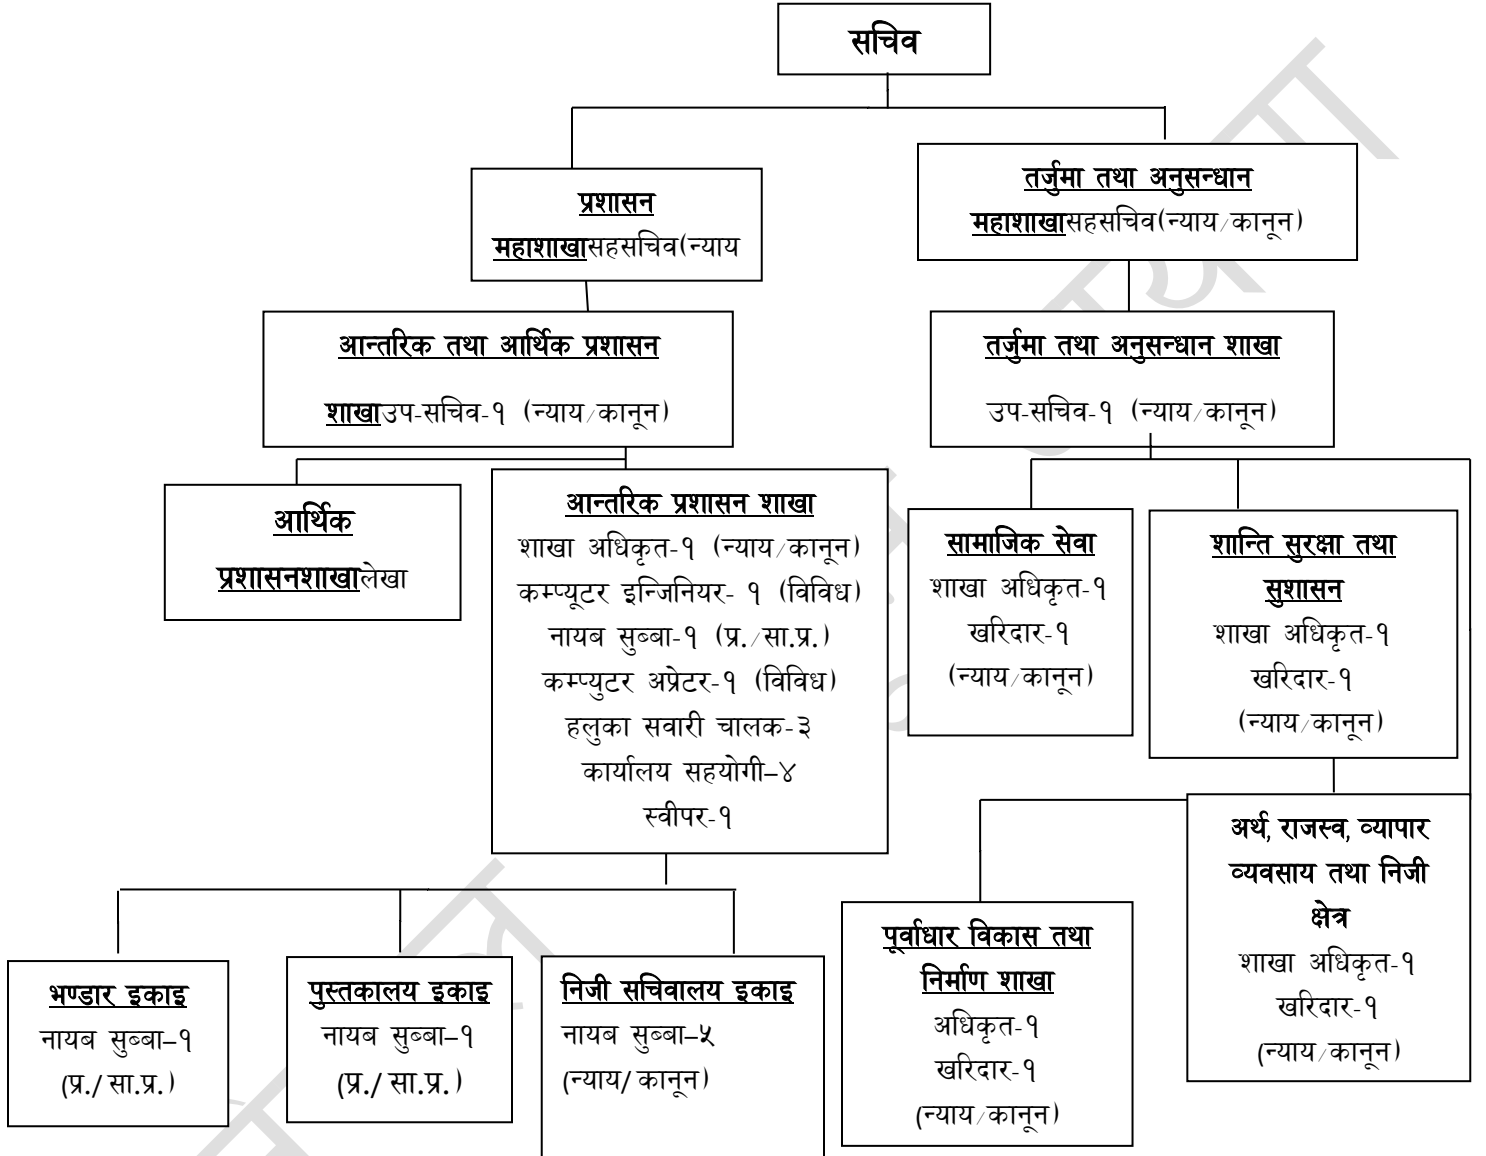 सचिव
प्रशासन
महाशाखासहसचिव(न्याय
तर्जुमा तथा अनुसन्धान
महाशाखासहसचिव(न्याय/कानून)
आन्तरिक तथा आर्थिक प्रशासन
शाखाउप-सचिव-१ (न्याय/कानून)
तर्जुमा तथा अनुसन्धान शाखा
उप-सचिव-१ (न्याय/कानून)
आर्थिक
प्रशासनशाखालेखा
आन्तरिक प्रशासन शाखा
शाखा अधिकृत-१ (न्याय/कानून)
कम्प्यूटर इन्जिनियर- १ (विविध)
नायब सुब्बा-१ (प्र./सा.प्र.)
कम्प्युटर अप्रेटर-१ (विविध)
हलुका सवारी चालक-३
कार्यालय सहयोगी–४
स्वीपर-१
सामाजिक सेवा
शाखा अधिकृत-१
खरिदार-१
(न्याय/कानून)
शान्ति सुरक्षा तथा
सुशासन
शाखा अधिकृत-१
खरिदार-१
(न्याय/कानून)
अर्थ, राजस्व, व्यापार
व्यवसाय तथा निजी
क्षेत्र
शाखा अधिकृत-१
खरिदार-१
(न्याय/कानून)
पूर्वाधार विकास तथा
निर्माण शाखा
अधिकृत-१
खरिदार-१
(न्याय/कानून)
भण्डार इकाइ
नायब सुब्बा–१
(प्र./सा.प्र.)
पुस्तकालय इकाइ
नायब सुब्बा–१
(प्र./सा.प्र.)
निजी सचिवालय इकाइ
नायब सुब्बा–५
(न्याय/कानून)